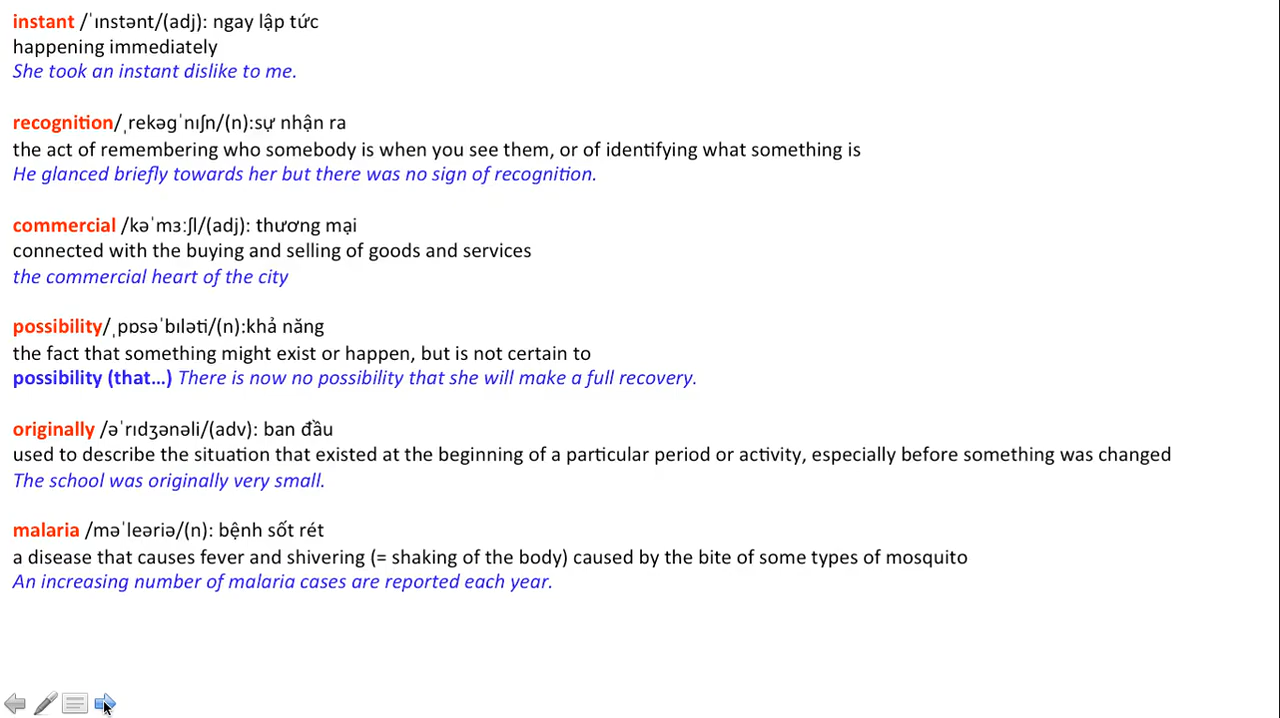 instant /ˈɪnstənt/(adj): ngay lập tức
happening immediately
She took an instant dislike to me.
recognition/ˌrekəɡˈnɪʃn/(n):sự nhận ra
the act of remembering who somebody is when you see them, or of identifying what something is
He glanced briefly towards her but there was no sign of recognition.
commercial /kəˈmɜːʃl/(adj): thương mại
connected with the buying and selling of goods and services
the commercial heart of the city
possibility/ˌpɒsəˈbɪləti/(n):khả năng
the fact that something might exist or happen, but is not certain to
possibility (that…) There is now no possibility that she will make a full recovery.
originally /əˈrɪdʒənəli/(adv): ban đầu
used to describe the situation that existed at the beginning of a particular period or activity, especially before something was changed
The school was originally very small.
malaria /məˈleəriə/(n): bệnh sốt rét
a disease that causes fever and shivering (= shaking of the body) caused by the bite of some types of mosquito
An increasing number of malaria cases are reported each year.